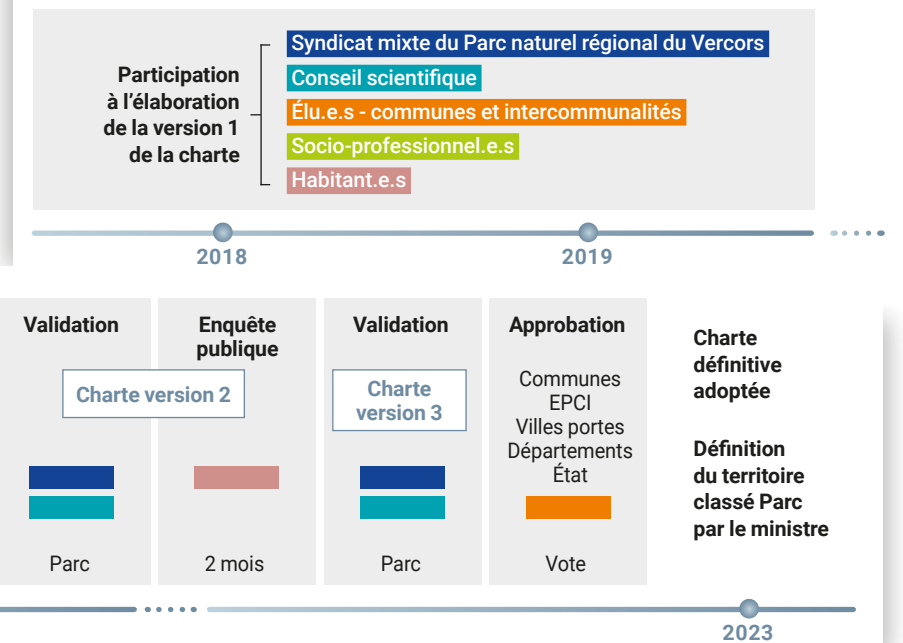 Participation
à l’élaboration
de la version 1
de la charte
Syndicat mixte du Parc naturel régional du Vercors
Conseil scientifique
Élu.e.s - communes et intercommunalités
Socio-professionnel.e.s
Habitant.e.s
2018
2019
Validation
Charte version 2
Parc
Enquête
publique
2 mois
Validation
Charte
version 3
Parc
Approbation
Communes
EPCI
Villes portes
Départements
État
Vote
Charte
définitive
adoptée
Définition
du territoire
classé Parc
par le ministre
2023